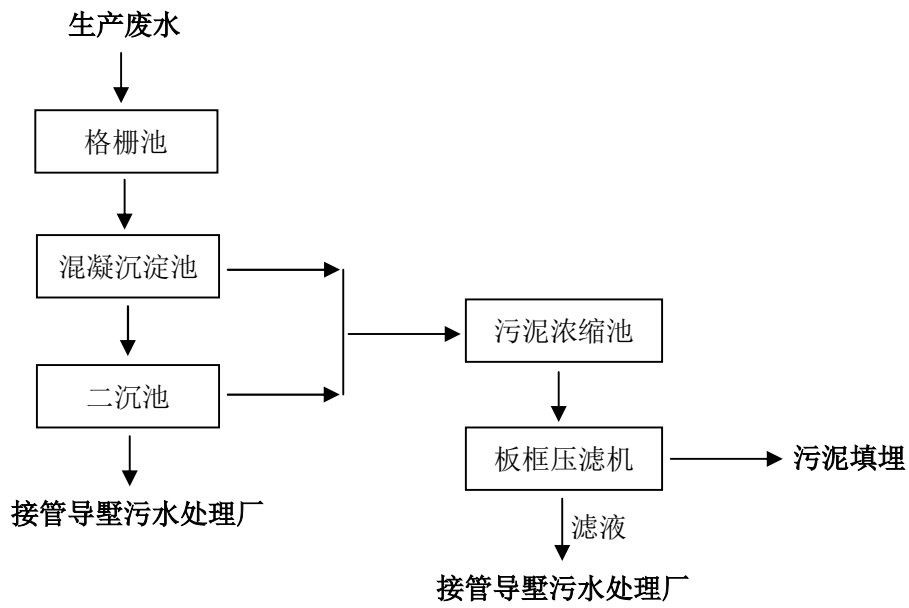 生产废水
格栅池
混凝沉淀池
二沉池
接管导墅污水处理厂
污泥浓缩池
板框压滤机
污泥填埋
滤液
接管导墅污水处理厂